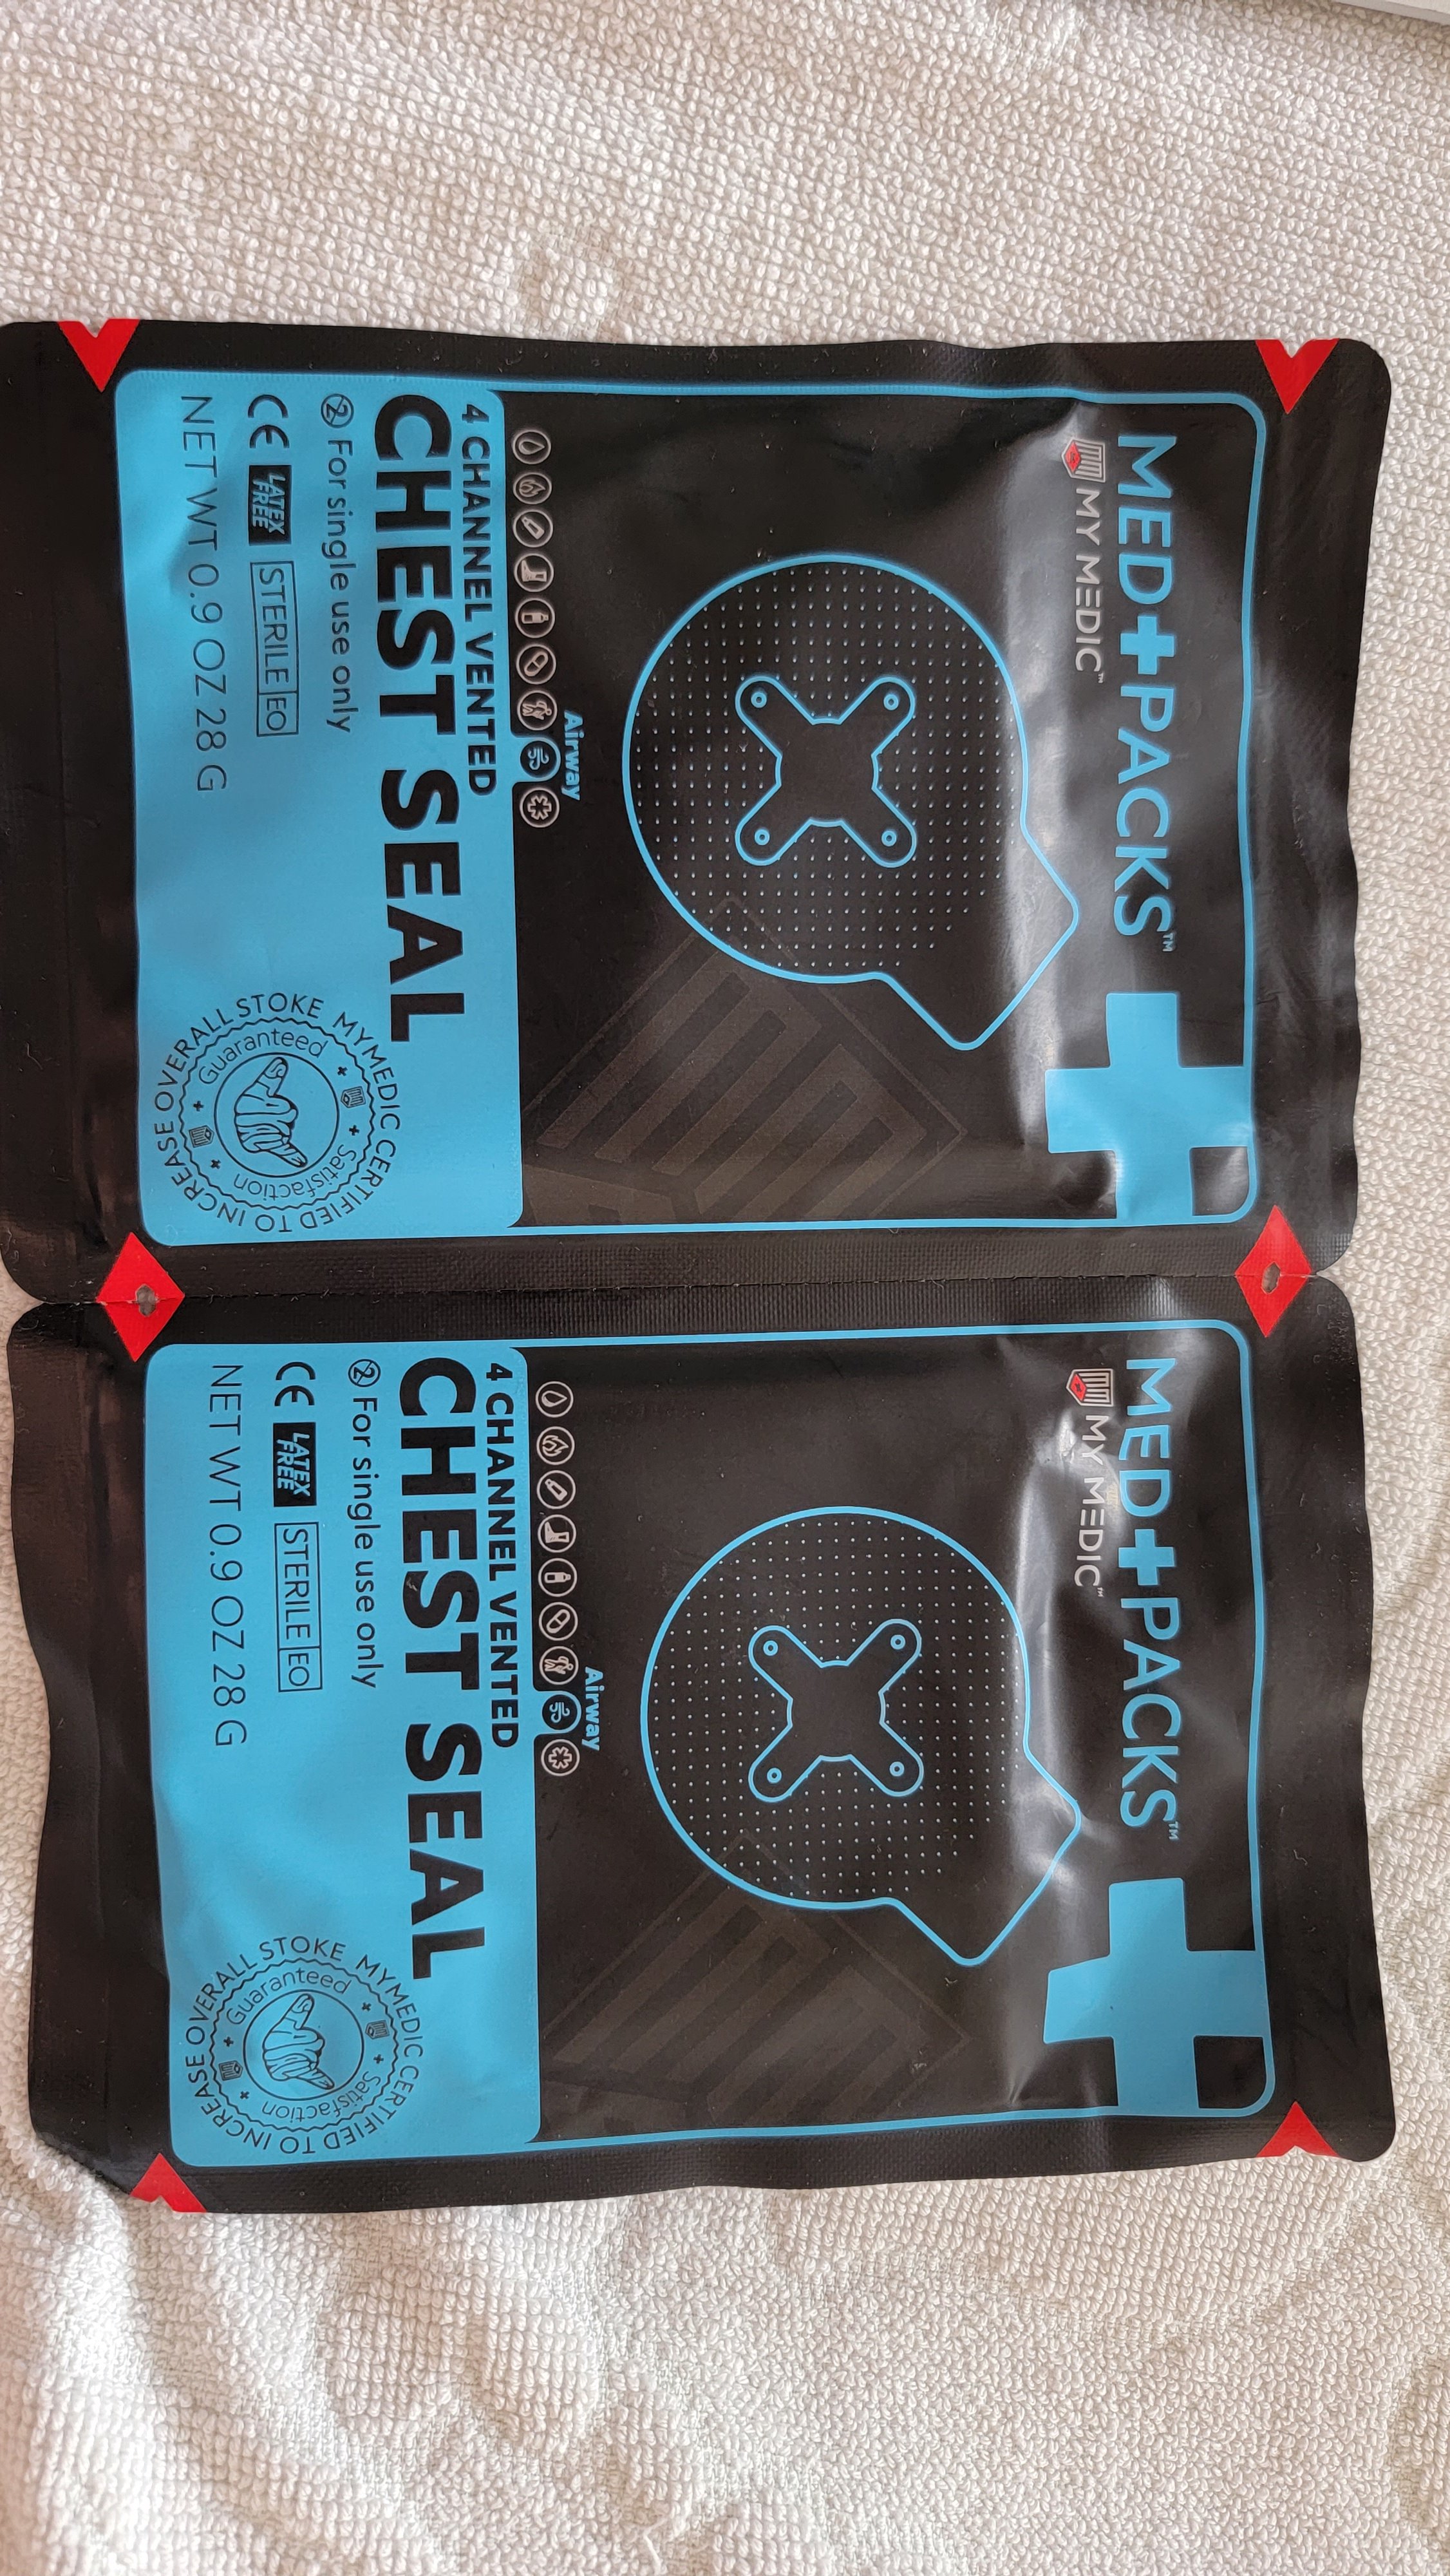 MED+PACKS™
MY MEDIC™
Airway
4 CHANNEL VENTED
CHEST SEAL
2 For single use only
CE LATEX FREE STERILE EO
NET WT 0.9 OZ 28 G
MYMEDIC CERTIFIED TO INCREASE OVERALL STOKE
Guaranteed
Satisfaction
MED+PACKS™
MY MEDIC™
Airway
4 CHANNEL VENTED
CHEST SEAL
2 For single use only
CE LATEX FREE STERILE EO
NET WT 0.9 OZ 28 G
MYMEDIC CERTIFIED TO INCREASE OVERALL STOKE
Guaranteed
Satisfaction